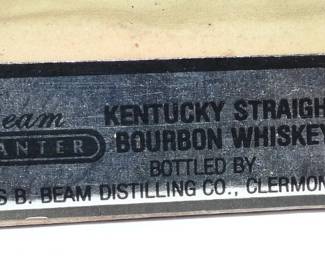 eam KENTUCKY STRAIGH
ANTER BOURBON WHISKEY
BOTTLED BY
S B. BEAM DISTILLING CO., CLERMON